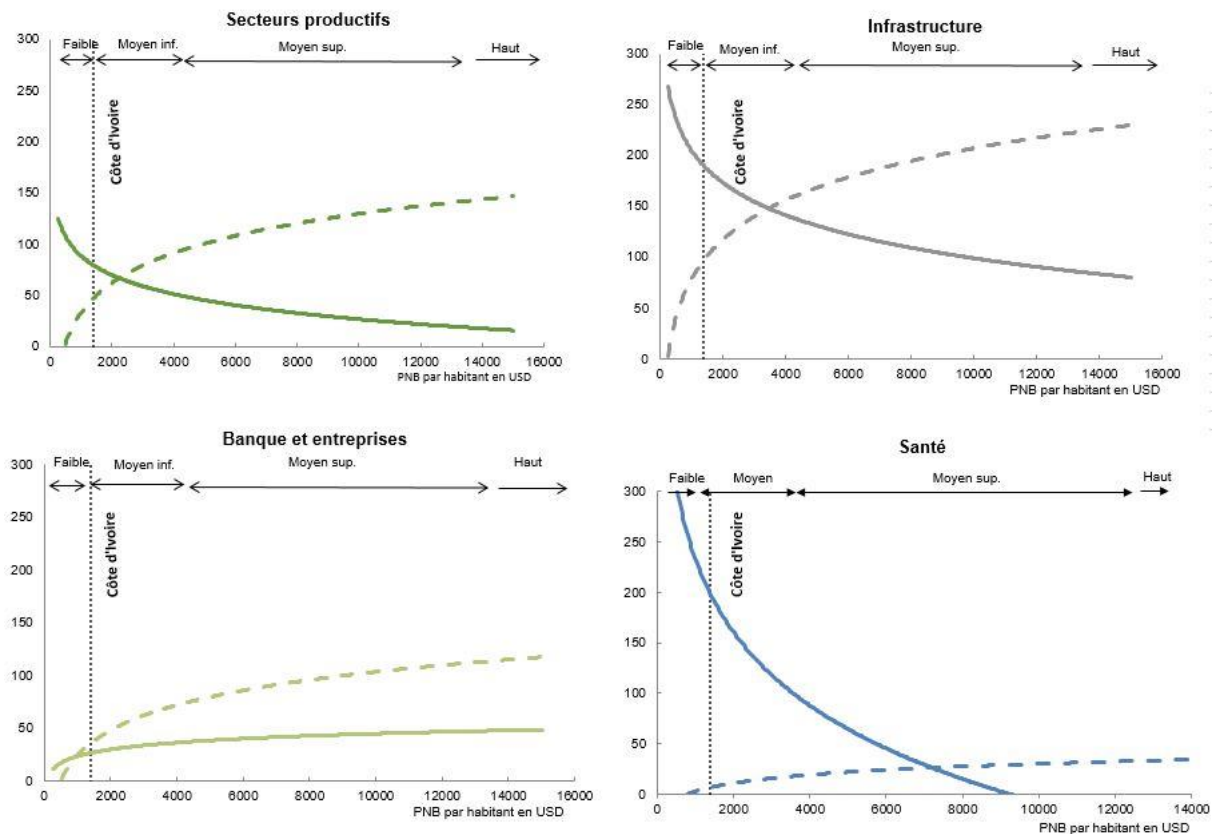 Secteurs productifs
300
250
200
150
100
50
0
Faible Moyen inf. Moyen sup. Haut
Côte d'Ivoire
0 2000 4000 6000 8000 10000 12000 14000 16000
PNB par habitant en USD
Infrastructure
300
250
200
150
100
50
0
Faible Moyen inf. Moyen sup. Haut
Côte d'Ivoire
0 2000 4000 6000 8000 10000 12000 14000 16000
PNB par habitant en USD
Banque et entreprises
300
250
200
150
100
50
0
Faible Moyen inf. Moyen sup. Haut
Côte d'Ivoire
0 2000 4000 6000 8000 10000 12000 14000 16000
PNB par habitant en USD
Santé
300
250
200
150
100
50
0
Faible Moyen Moyen sup. Haut
Côte d'Ivoire
0 2000 4000 6000 8000 10000 12000 14000
PNB par habitant en USD